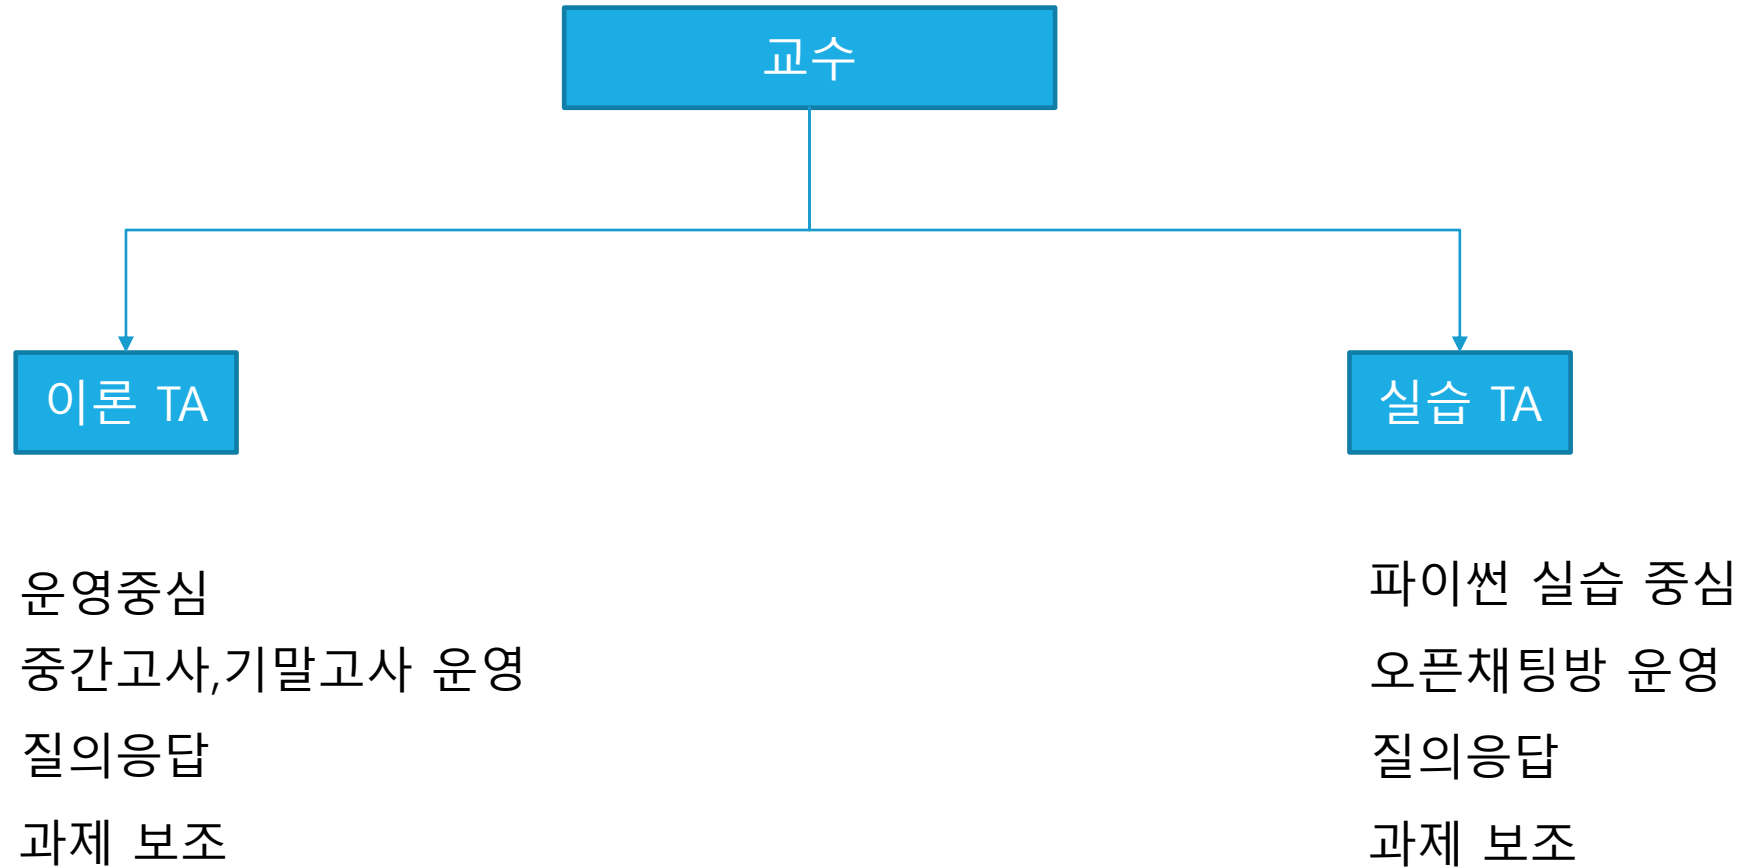 교수
이론 TA
실습 TA
운영중심
중간고사,기말고사 운영
질의응답
과제 보조
파이썬 실습 중심
오픈채팅방 운영
질의응답
과제 보조